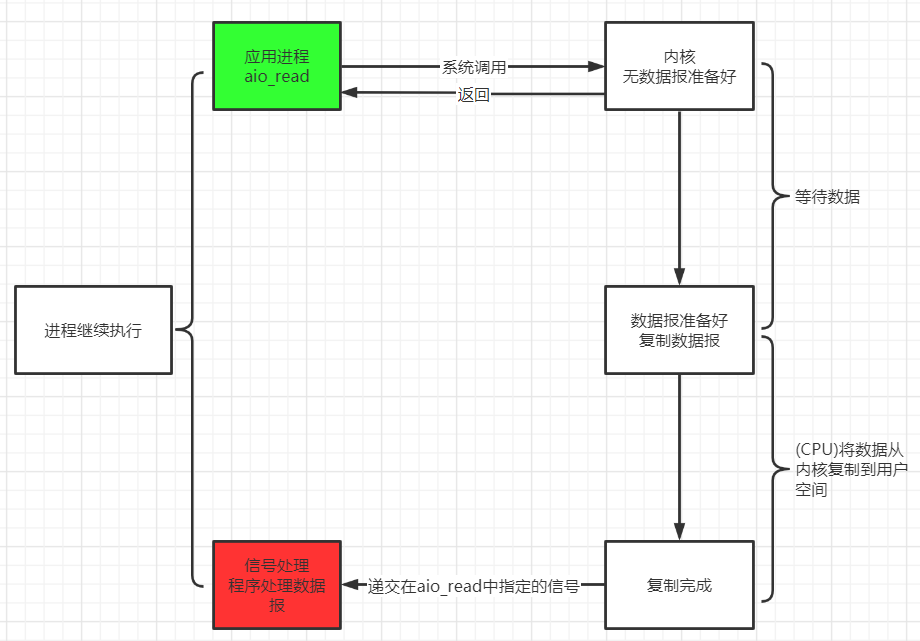 应用进程
aio_read
系统调用
返回
内核
无数据报准备好
等待数据
进程继续执行
数据报准备好
复制数据报
(CPU)将数据从
内核复制到用户
空间
信号处理
程序处理数据
报
递交在aio_read中指定的信号
复制完成